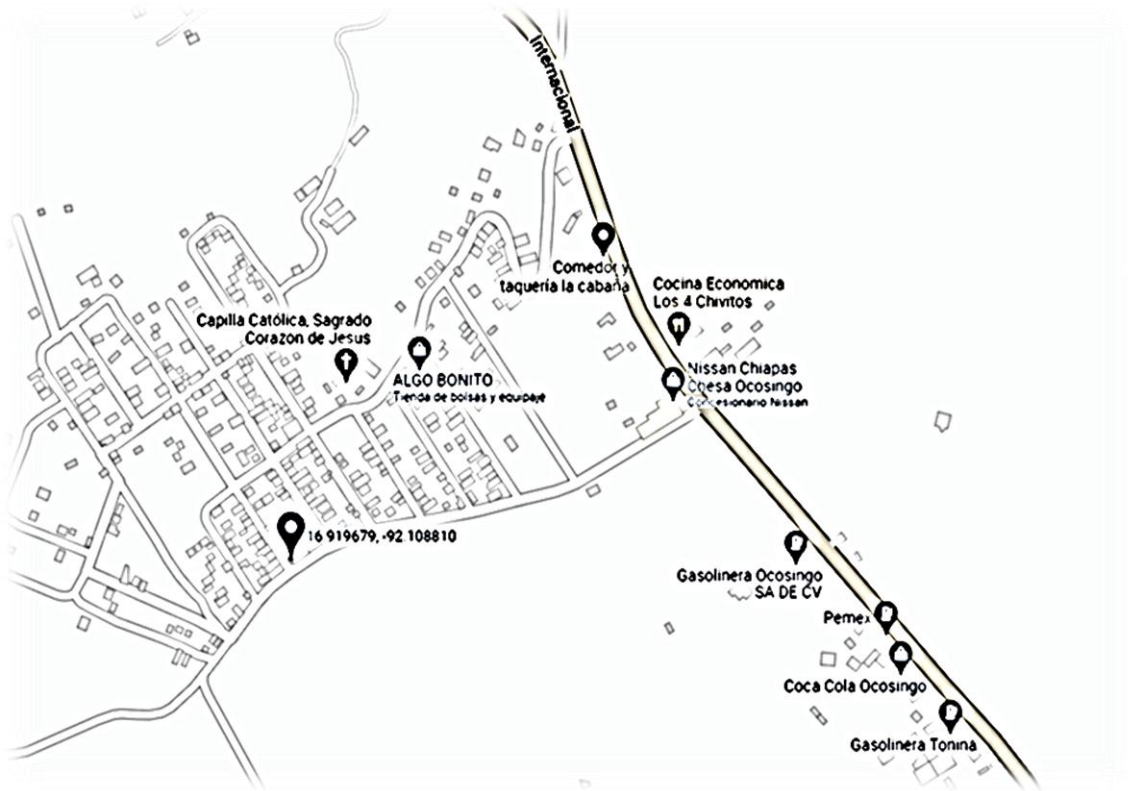 Internacional
Comedor y
taquería la cabaña
Cocina Economica
Los 4 Chivitos
Capilla Católica, Sagrado
Corazon de Jesus
ALGO BONITO
Tienda de bolsas y equipaje
Nissan Chiapas
Chesa Ocosingo
Concesionario Nissan
16 919679, -92 108810
Gasolinera Ocosingo
SA DE CV
Pemex
Coca Cola Ocosingo
Gasolinera Tonina